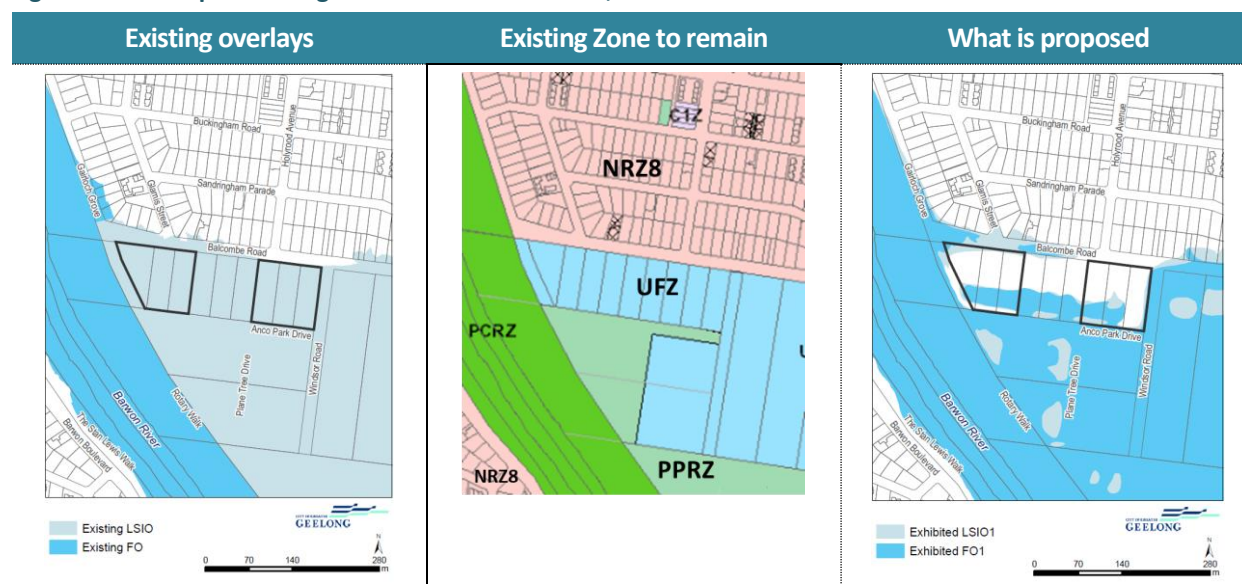 Existing overlays
Existing Zone to remain
What is proposed
Buckingham Road
Holyrood Avenue
Sandringham Parade
Glamis Street
Gairloch Grove
Balcombe Road
Anco Park Drive
Windsor Road
Plane Tree Drive
Rotary Walk
Barwon River
The Stan Lewis Walk
Barwon Boulevard
Existing LSIO
Existing FO
GEELONG
N
0 70 140 280
m
C1Z
NRZ8
UFZ
PCRZ
PPRZ
NRZ8
Buckingham Road
Holyrood Avenue
Sandringham Parade
Glamis Street
Gairloch Grove
Balcombe Road
Anco Park Drive
Windsor Road
Plane Tree Drive
Rotary Walk
Barwon River
The Stan Lewis Walk
Barwon Boulevard
Exhibited LSIO1
Exhibited FO1
GEELONG
N
0 70 140 280
m